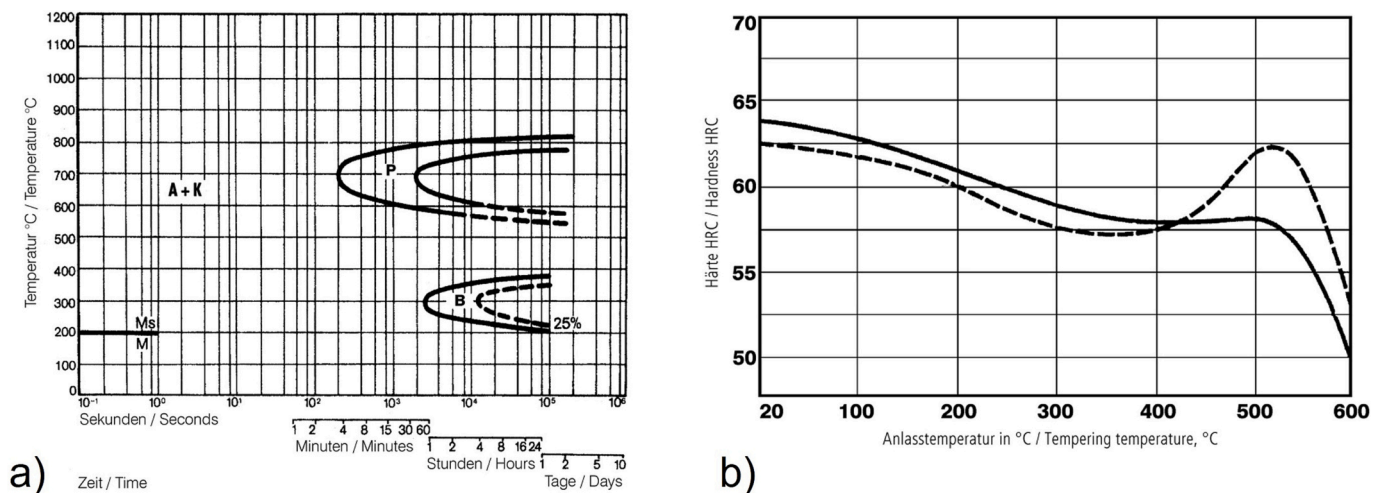 1200
1100
1000
900
800
700
600
500
400
300
200
100
0
Temperatur °C / Temperature °C
A+K
P
B
25%
Ms
M
10⁻¹ 10⁰ 10¹ 10² 10³ 10⁴ 10⁵ 10⁶
Sekunden / Seconds
1 2 4 8 15 30 60
Minuten / Minutes
1 2 4 8 16 24
Stunden / Hours
1 2 5 10
Tage / Days
Zeit / Time
a)
70
65
60
55
50
Härte HRC / Hardness HRC
20 100 200 300 400 500 600
Anlasstemperatur in °C / Tempering temperature, °C
b)